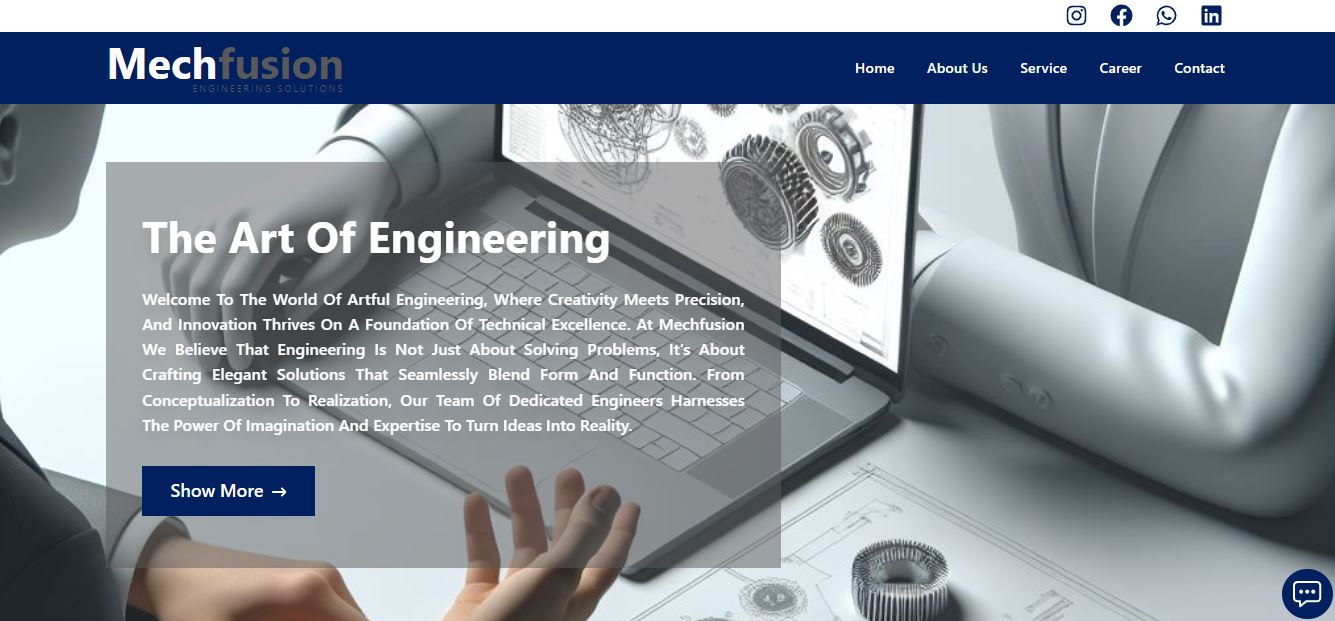 Mechfusion
ENGINEERING SOLUTIONS
Home About Us Service Career Contact
The Art Of Engineering
Welcome To The World Of Artful Engineering, Where Creativity Meets Precision,
And Innovation Thrives On A Foundation Of Technical Excellence. At Mechfusion
We Believe That Engineering Is Not Just About Solving Problems, It's About
Crafting Elegant Solutions That Seamlessly Blend Form And Function. From
Conceptualization To Realization, Our Team Of Dedicated Engineers Harnesses
The Power Of Imagination And Expertise To Turn Ideas Into Reality.
Show More →